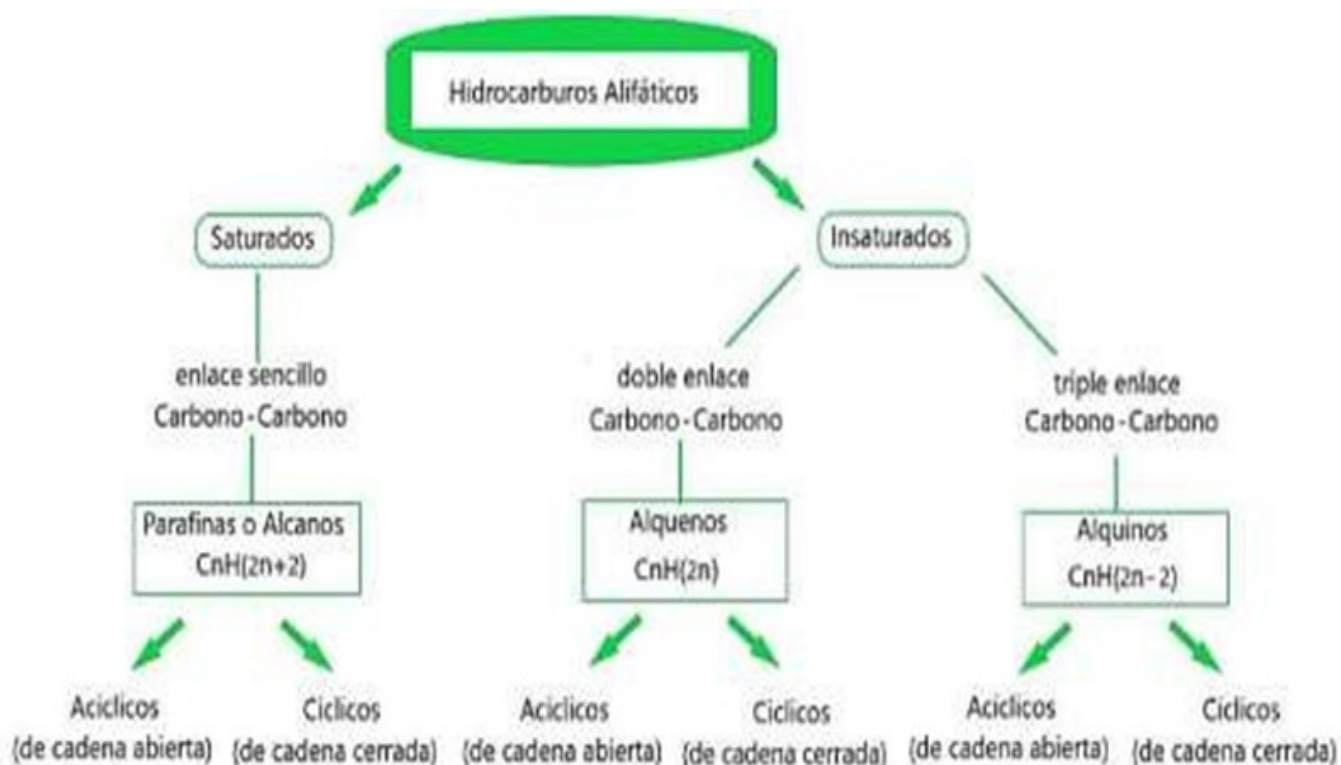 Hidrocarburos Alifáticos
Saturados
Insaturados
enlace sencillo
Carbono - Carbono
doble enlace
Carbono - Carbono
triple enlace
Carbono - Carbono
Parafinas o Alcanos
CnH(2n+2)
Alquenos
CnH(2n)
Alquinos
CnH(2n- 2)
Aciclicos
(de cadena abierta)
Ciclicos
(de cadena cerrada)
Aciclicos
(de cadena abierta)
Ciclicos
(de cadena cerrada)
Aciclicos
(de cadena abierta)
Ciclicos
(de cadena cerrada)